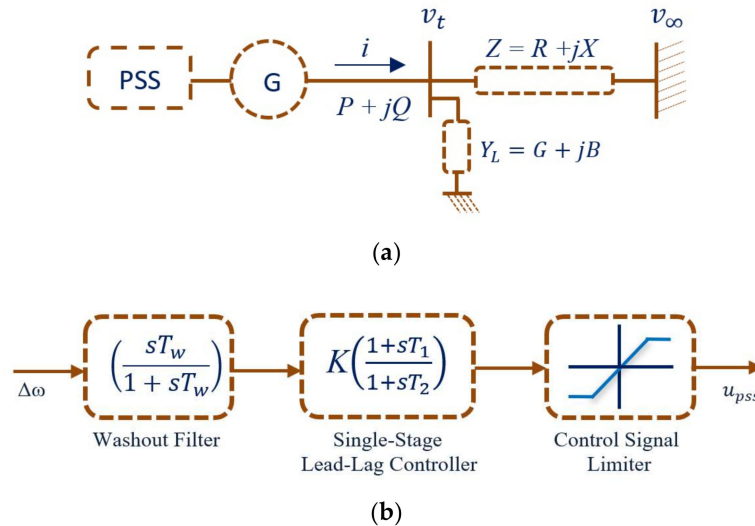 v_t
v_∞
i
Z = R + jX
PSS
G
P + jQ
Y_L = G + jB
(a)
(sT_w / 1 + sT_w)
K(1+sT_1 / 1+sT_2)
Δω
u_pss
Washout Filter
Single-Stage
Lead-Lag Controller
Control Signal
Limiter
(b)